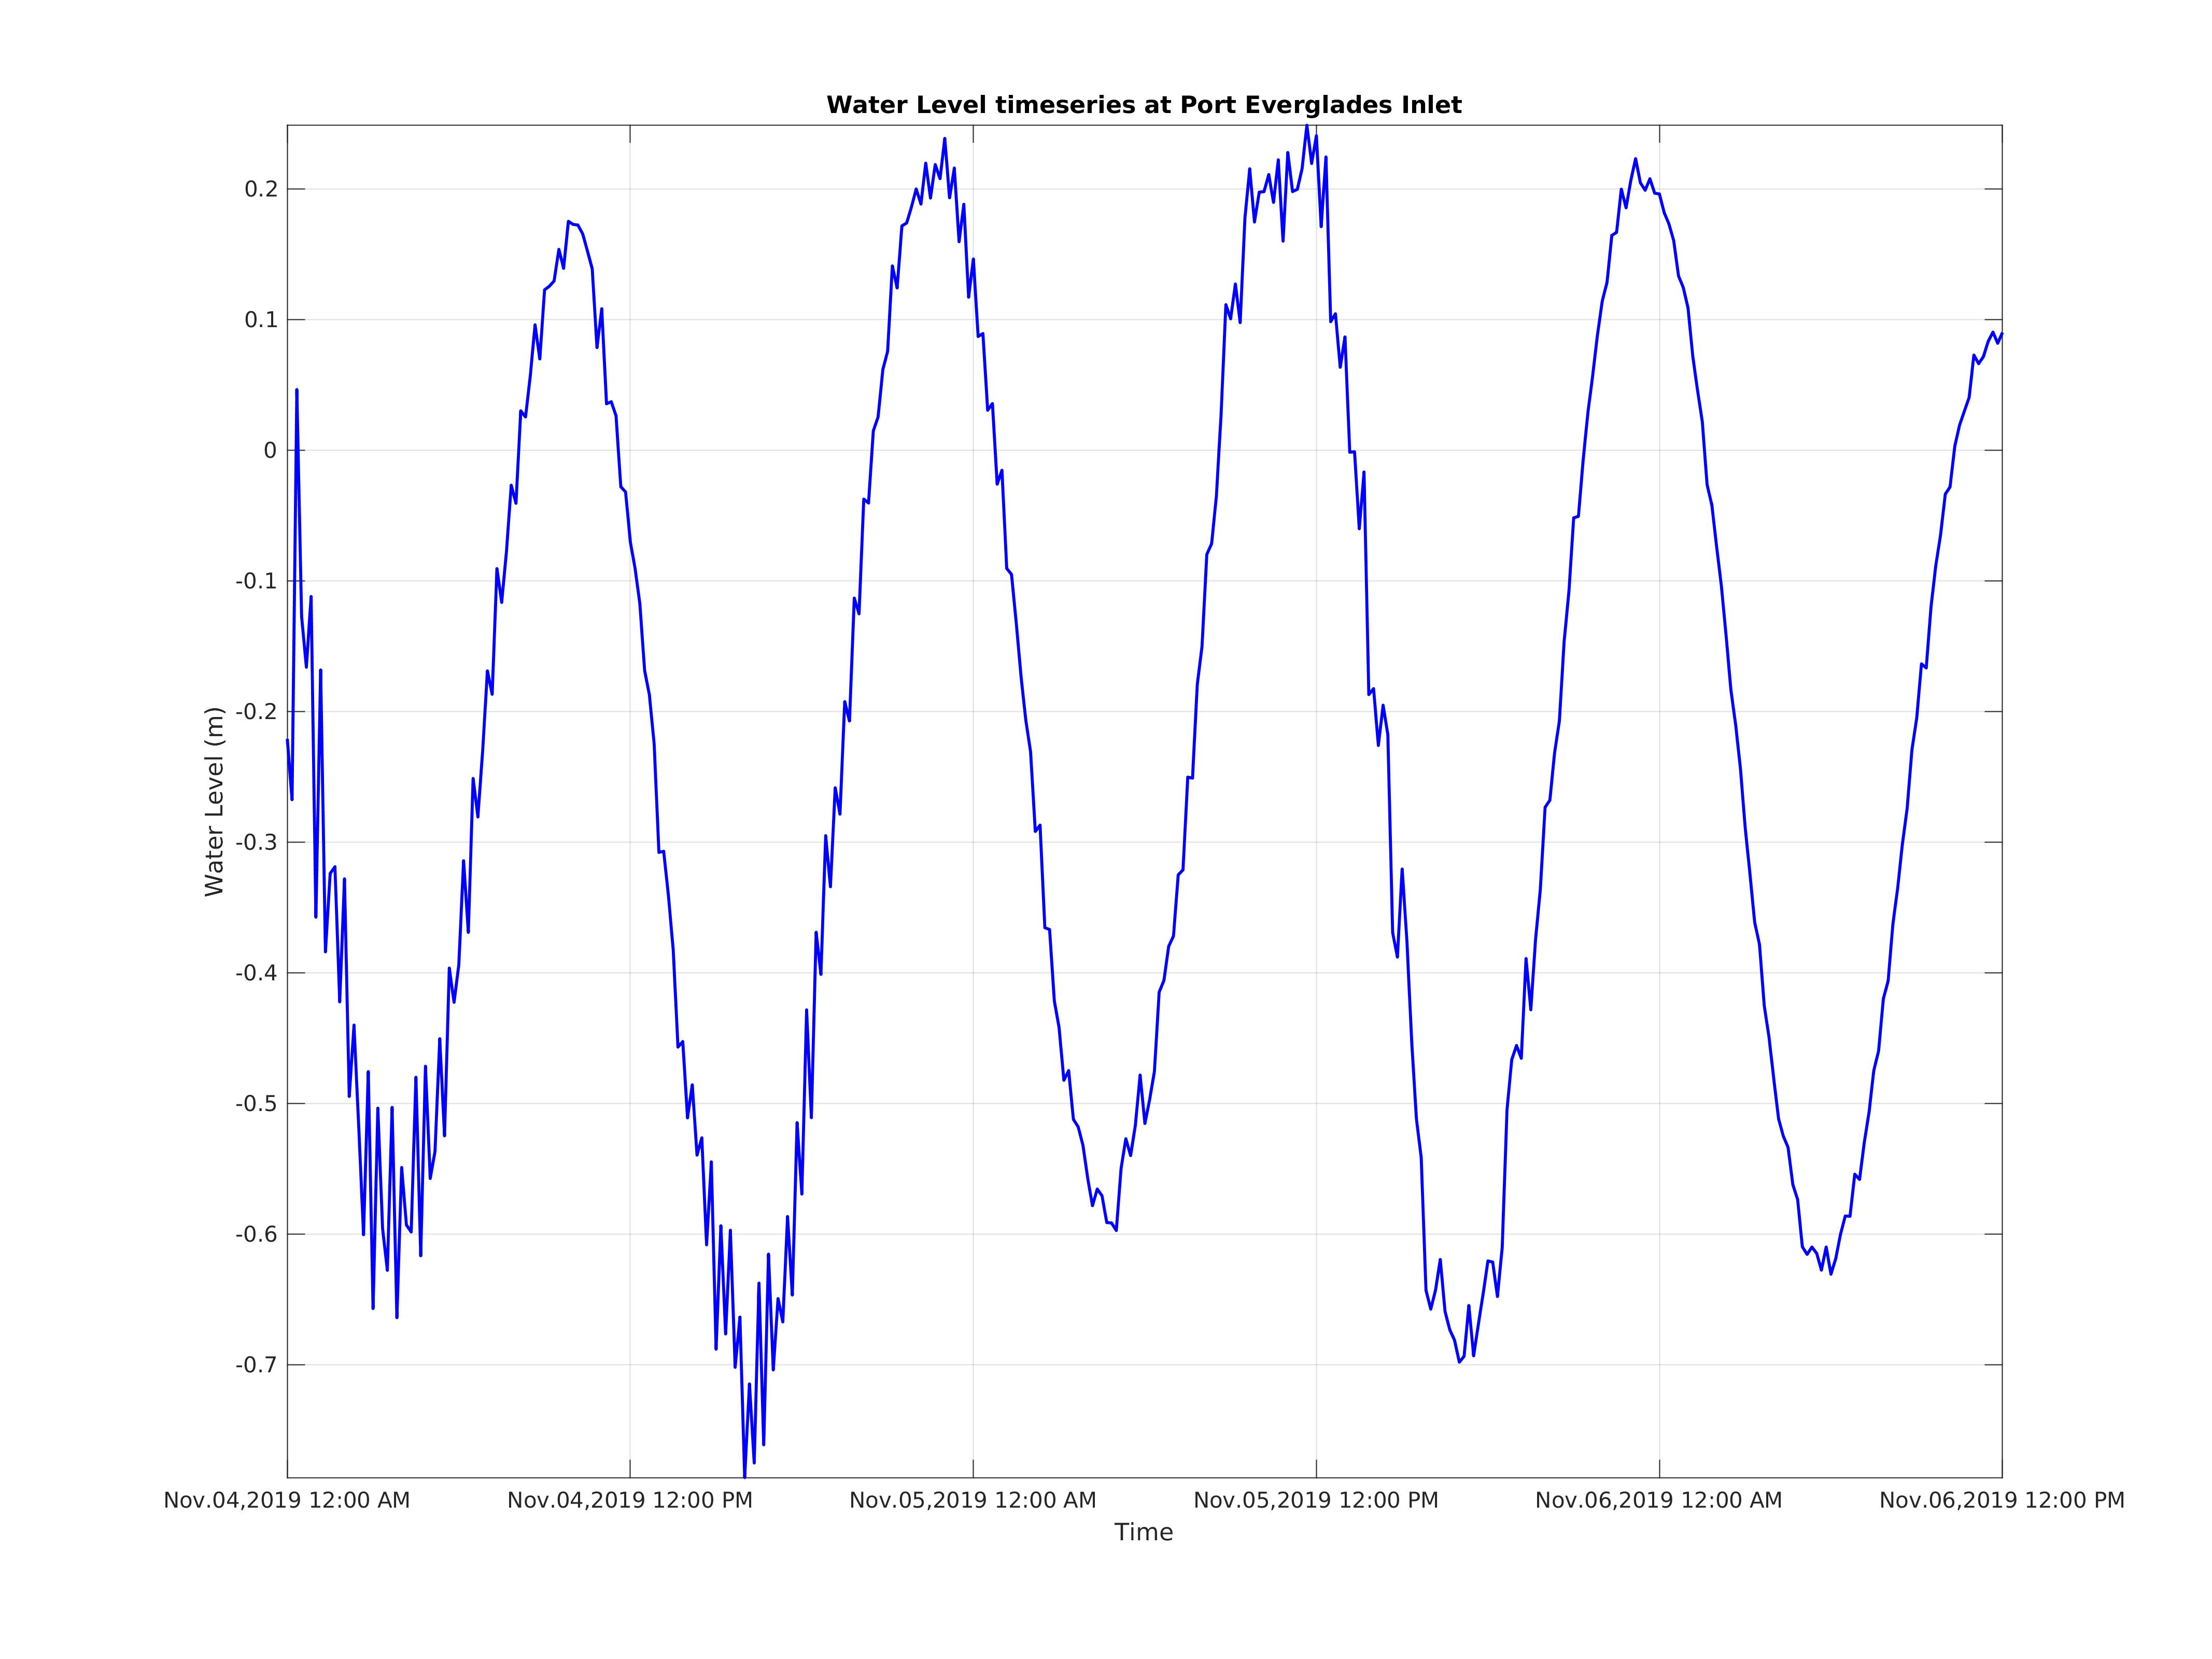 Water Level timeseries at Port Everglades Inlet
0.2
0.1
0
-0.1
-0.2
-0.3
-0.4
-0.5
-0.6
-0.7
Water Level (m)
Nov.04,2019 12:00 AM
Nov.04,2019 12:00 PM
Nov.05,2019 12:00 AM
Nov.05,2019 12:00 PM
Nov.06,2019 12:00 AM
Nov.06,2019 12:00 PM
Time